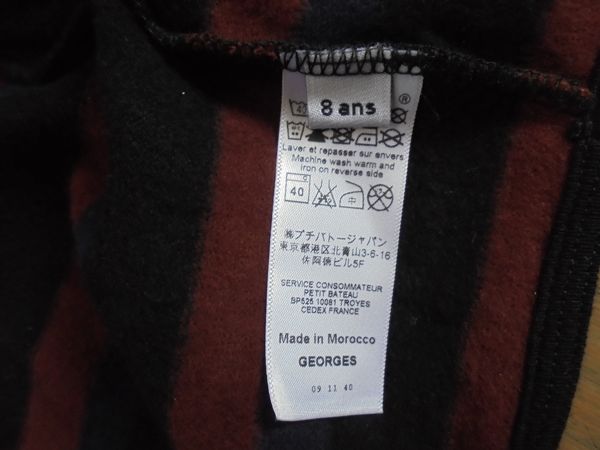 8 ans
40
®
Laver et repasser sur envers
Machine wash warm and
iron on reverse side
40
中
㈱プチバトージャパン
東京都港区北青山3-6-16
佐阿徳ビル5F
SERVICE CONSOMMATEUR
PETIT BATEAU
BP525 10081 TROYES
CEDEX FRANCE
Made in Morocco
GEORGES
09 11 40